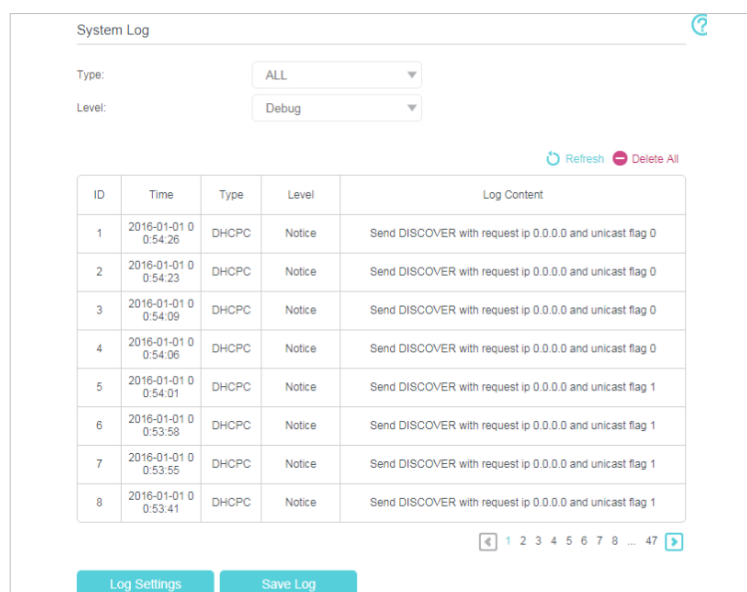 System Log
?
Type: ALL
Level: Debug
Refresh Delete All
ID Time Type Level Log Content
1 2016-01-01 0 DHCPC Notice Send DISCOVER with request ip 0.0.0.0 and unicast flag 0
0:54:26
2 2016-01-01 0 DHCPC Notice Send DISCOVER with request ip 0.0.0.0 and unicast flag 0
0:54:23
3 2016-01-01 0 DHCPC Notice Send DISCOVER with request ip 0.0.0.0 and unicast flag 0
0:54:09
4 2016-01-01 0 DHCPC Notice Send DISCOVER with request ip 0.0.0.0 and unicast flag 0
0:54:06
5 2016-01-01 0 DHCPC Notice Send DISCOVER with request ip 0.0.0.0 and unicast flag 1
0:54:01
6 2016-01-01 0 DHCPC Notice Send DISCOVER with request ip 0.0.0.0 and unicast flag 1
0:53:58
7 2016-01-01 0 DHCPC Notice Send DISCOVER with request ip 0.0.0.0 and unicast flag 1
0:53:55
8 2016-01-01 0 DHCPC Notice Send DISCOVER with request ip 0.0.0.0 and unicast flag 1
0:53:41
1 2 3 4 5 6 7 8 ... 47
Log Settings Save Log